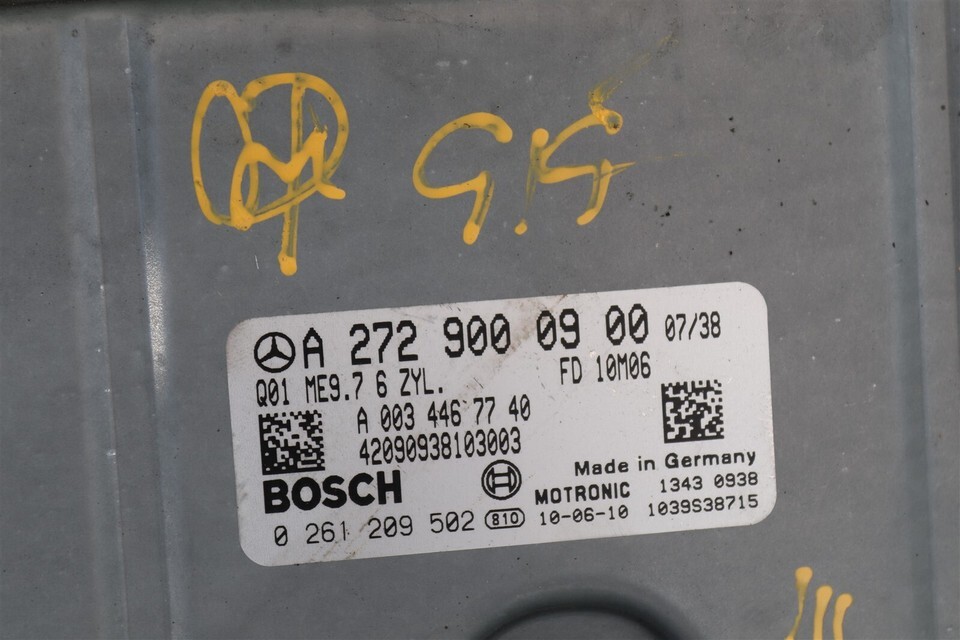 A 272 900 09 00 07/38
Q01 ME9.7 6 ZYL. FD 10M06
A 003 446 77 40
42090938103003
BOSCH
Made in Germany
MOTRONIC 1343 0938
0 261 209 502 810 10-06-10 1039S38715